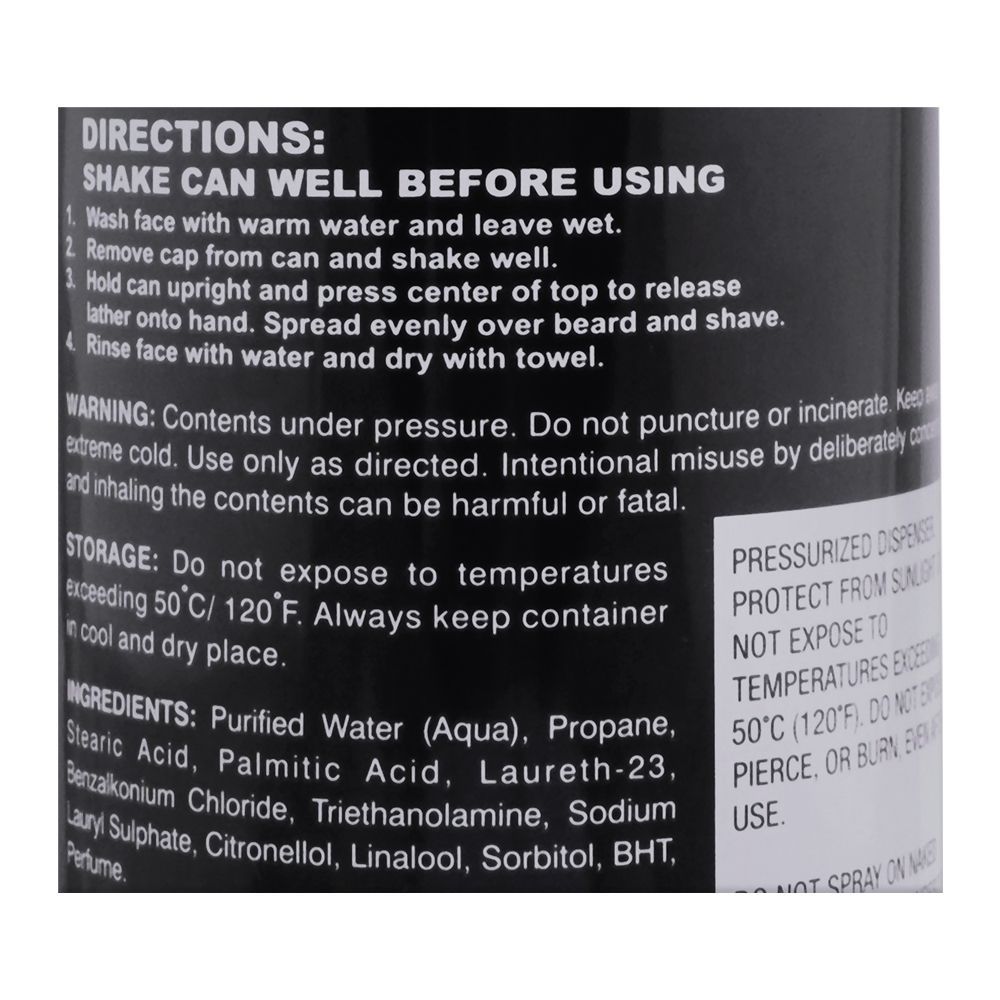 DIRECTIONS:
SHAKE CAN WELL BEFORE USING
1. Wash face with warm water and leave wet.
2. Remove cap from can and shake well.
3. Hold can upright and press center of top to release
lather onto hand. Spread evenly over beard and shave.
4. Rinse face with water and dry with towel.
WARNING: Contents under pressure. Do not puncture or incinerate. Keep
extreme cold. Use only as directed. Intentional misuse by deliberately
and inhaling the contents can be harmful or fatal.
STORAGE: Do not expose to temperatures
exceeding 50°C/ 120°F. Always keep container
in cool and dry place.
INGREDIENTS: Purified Water (Aqua), Propane,
Stearic Acid, Palmitic Acid, Laureth-23,
Benzalkonium Chloride, Triethanolamine, Sodium
Lauryl Sulphate, Citronellol, Linalool, Sorbitol, BHT,
Perfume.
PRESSURIZED DISPENSER.
PROTECT FROM SUNLIGHT
NOT EXPOSE TO
TEMPERATURES EXCEEDING
50°C (120°F). DO NOT
PIERCE, OR BURN, EVEN
USE.
DO NOT SPRAY ON NAKED